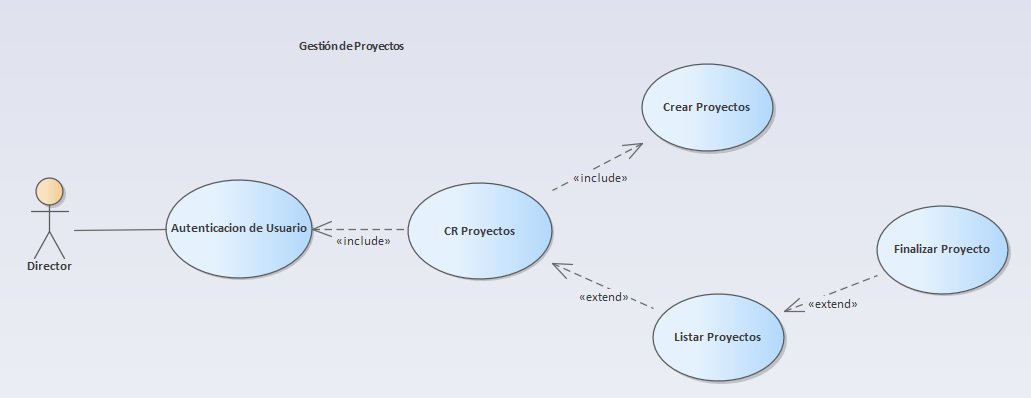 Gestión de Proyectos
Crear Proyectos
«include»
Autenticacion de Usuario
CR Proyectos
«include»
Director
Finalizar Proyecto
«extend»
«extend»
Listar Proyectos